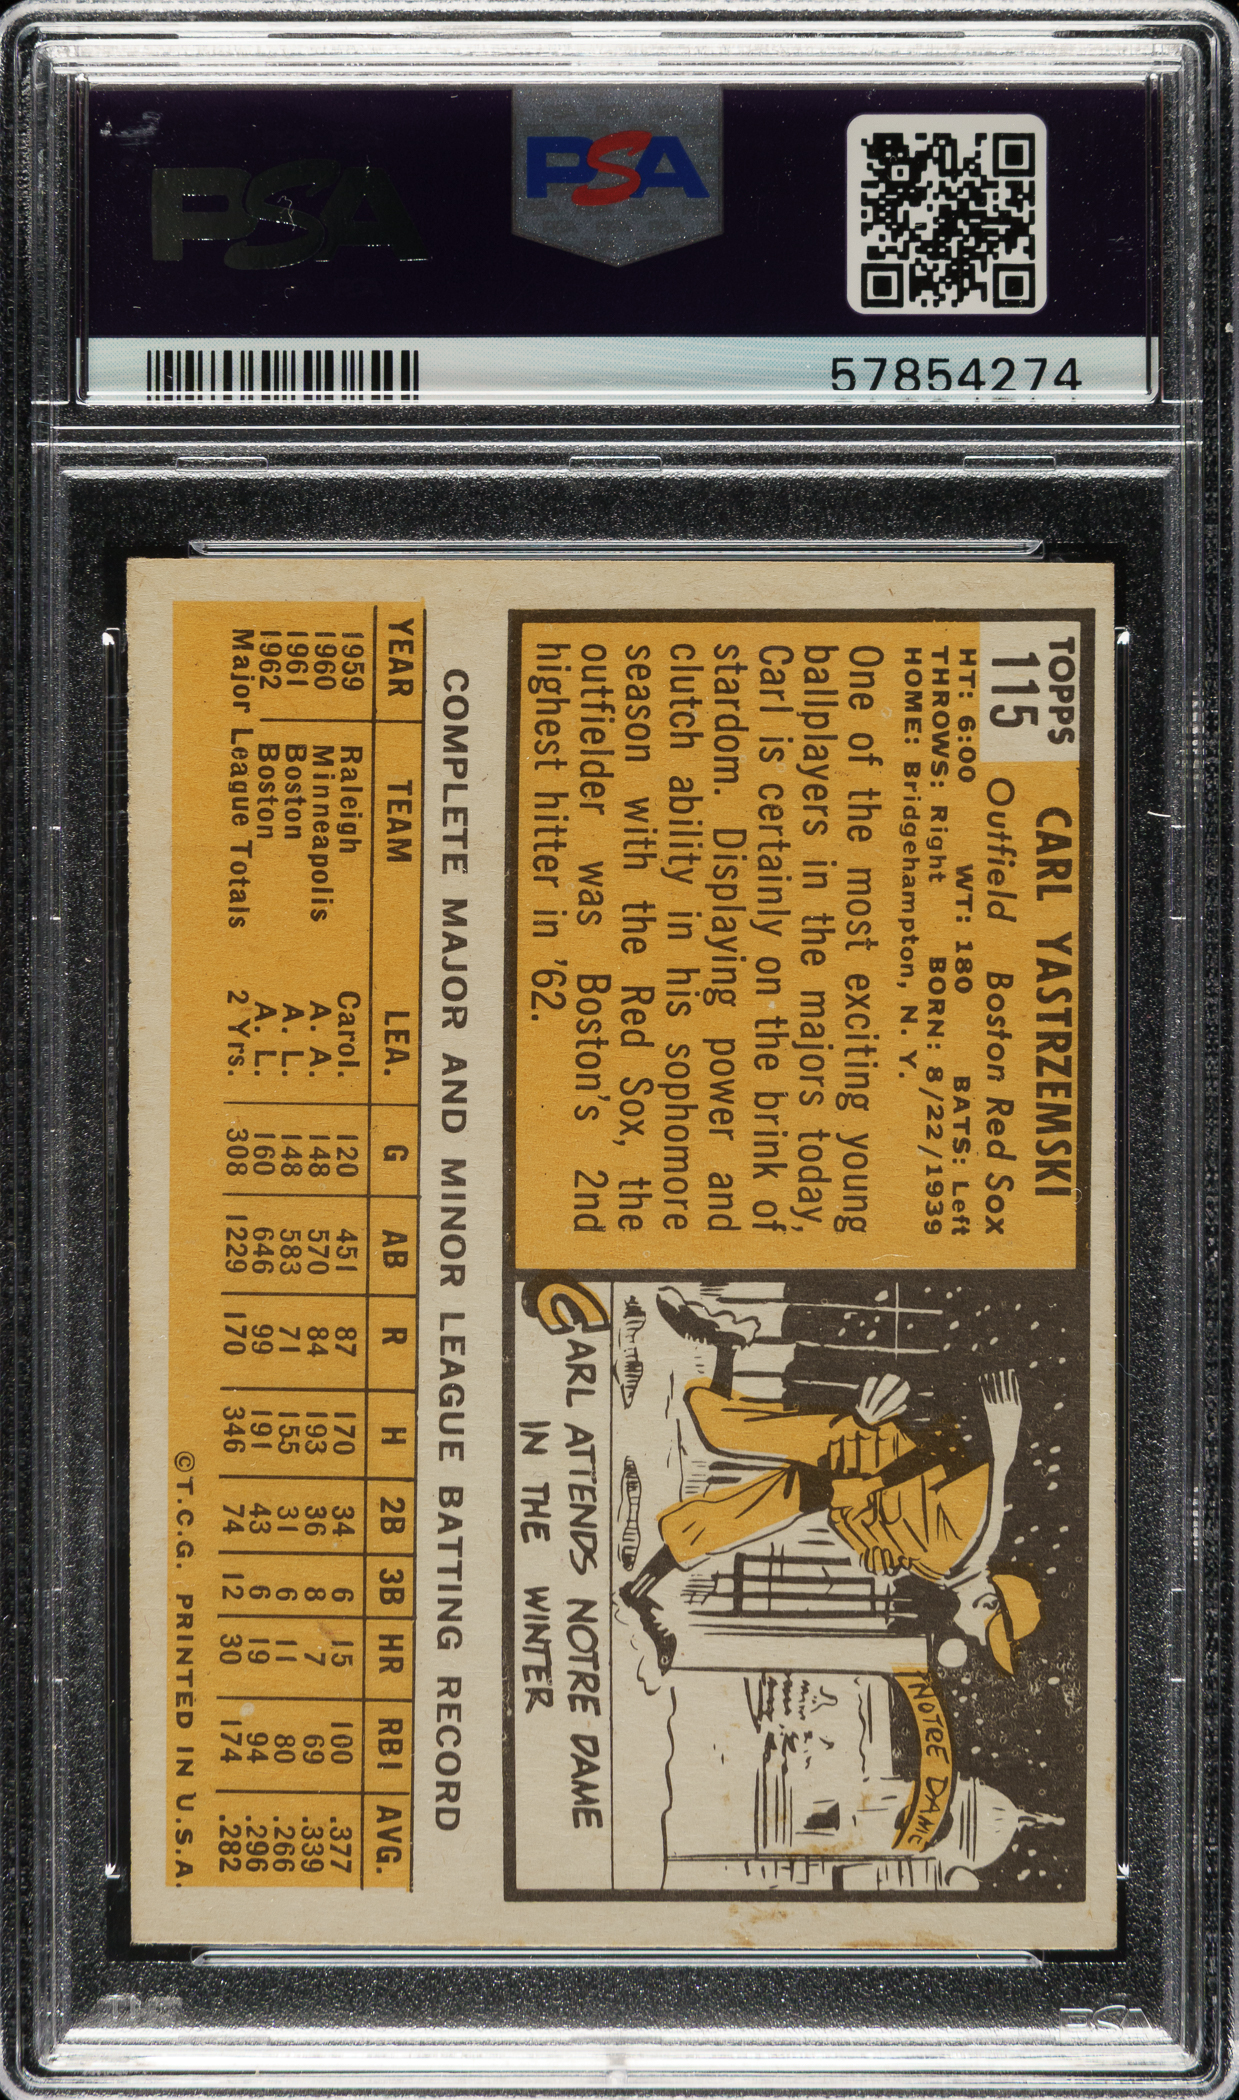 PSA
PSA
57854274
TOPPS
115
CARL YASTRZEMSKI
Outfield Boston Red Sox
HT: 6:00 WT: 180 BATS: Left
THROWS: Right BORN: 8/22/1939
HOME: Bridgehampton, N. Y.
One of the most exciting young
ballplayers in the majors today,
Carl is certainly on the brink of
stardom. Displaying power and
clutch ability in his sophomore
season with the Red Sox, the
outfielder was Boston's 2nd
highest hitter in '62.
NOTRE DAME
CARL ATTENDS NOTRE DAME
IN THE WINTER
COMPLETE MAJOR AND MINOR LEAGUE BATTING RECORD
YEAR TEAM LEA. G AB R H 2B 3B HR RBI AVG.
1959 Raleigh Carol. 120 451 87 170 34 6 15 100 .377
1960 Minneapolis A. A. 148 570 84 193 36 8 7 69 .339
1961 Boston A. L. 148 583 71 155 31 6 11 80 .266
1962 Boston A. L. 160 646 99 191 43 6 19 94 .296
Major League Totals 2 Yrs. 308 1229 170 346 74 12 30 174 .282
©T.C.G. PRINTED IN U.S.A.
PSA